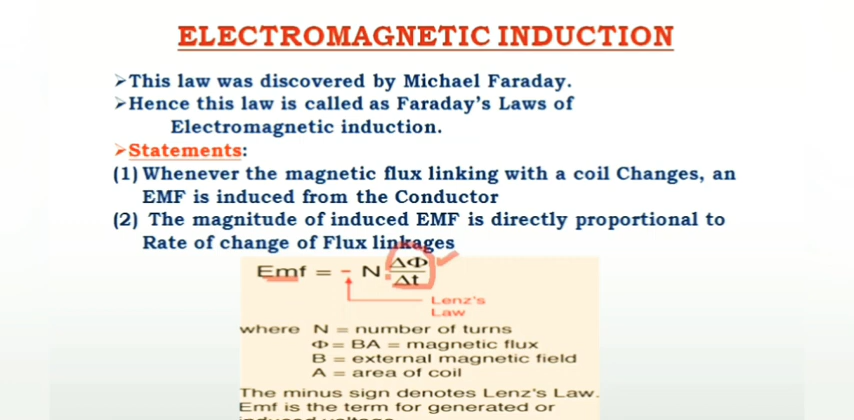 ELECTROMAGNETIC INDUCTION
➢This law was discovered by Michael Faraday.
➢Hence this law is called as Faraday's Laws of
Electromagnetic induction.
➢Statements:
(1) Whenever the magnetic flux linking with a coil Changes, an
EMF is induced from the Conductor
(2) The magnitude of induced EMF is directly proportional to
Rate of change of Flux linkages
Emf = - N ΔΦ/Δt
Lenz's
Law
where N = number of turns
Φ = BA = magnetic flux
B = external magnetic field
A = area of coil
The minus sign denotes Lenz's Law.
Emf is the term for generated or